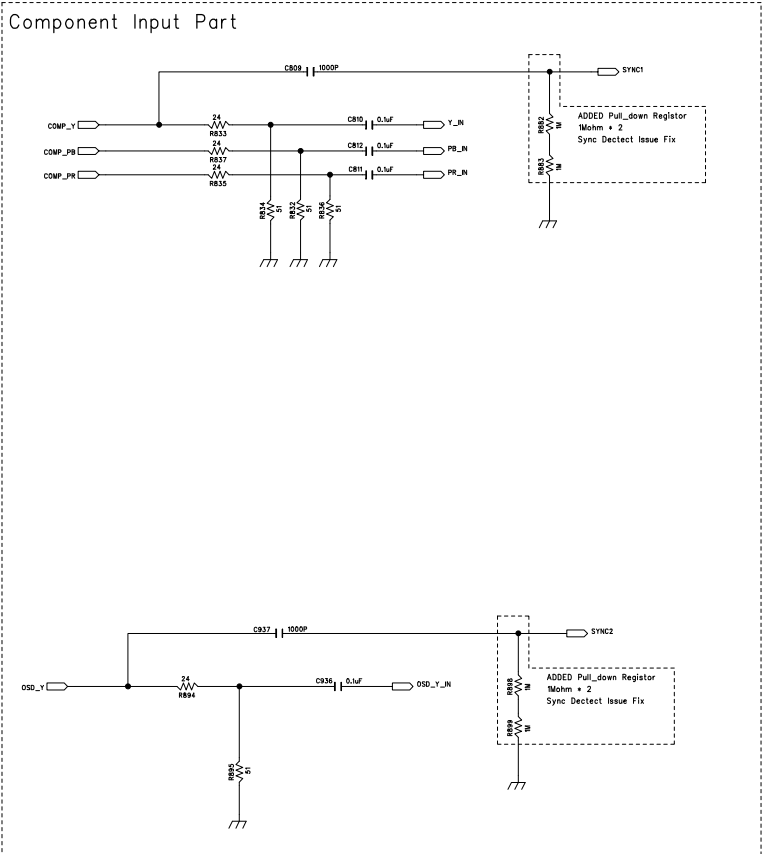 Component Input Part
C809 1000P
SYNC1
COMP_Y
24
R833
C810 0.1uF
Y_IN
COMP_PB
24
R837
C812 0.1uF
PB_IN
COMP_PR
24
R835
C811 0.1uF
PR_IN
R834
51
R832
51
R836
51
R882
1M
R883
1M
ADDED Pull_down Registor
1Mohm * 2
Sync Dectect Issue Fix
C937 1000P
SYNC2
OSD_Y
24
R894
C936 0.1uF
OSD_Y_IN
R895
51
R898
1M
R899
1M
ADDED Pull_down Registor
1Mohm * 2
Sync Dectect Issue Fix